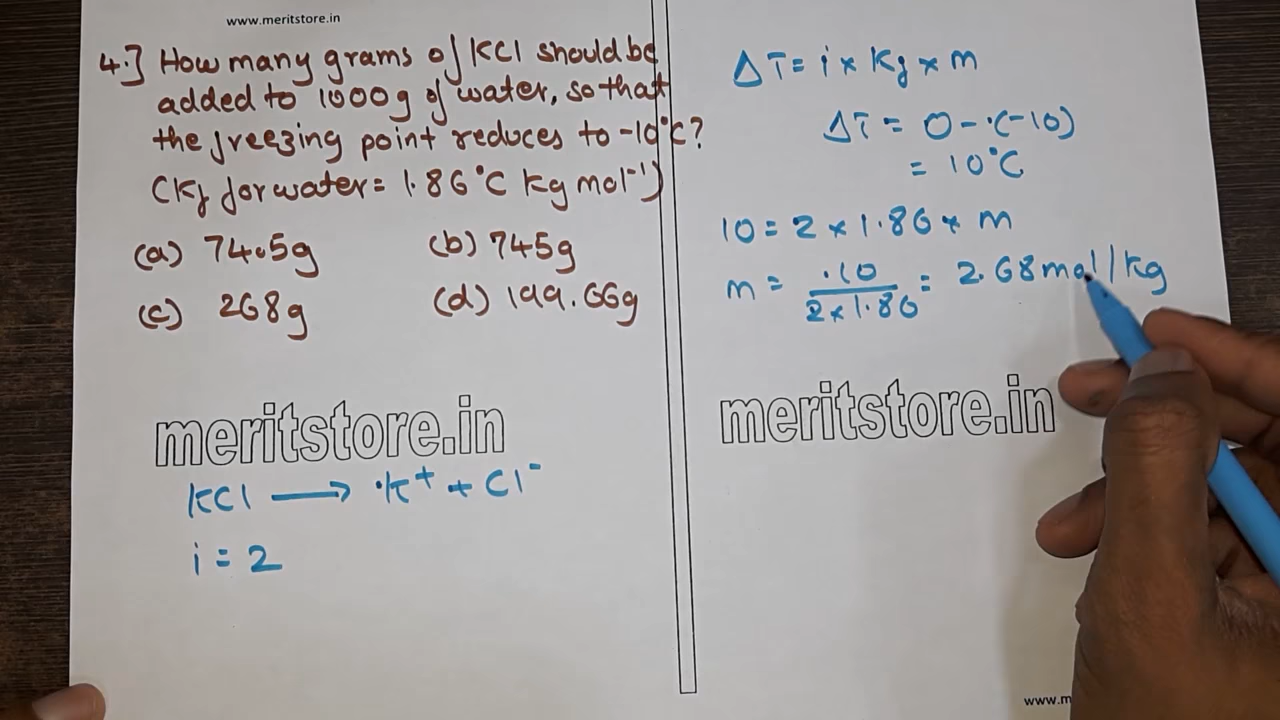 www.meritstore.in
4.] How many grams of KCl should be
added to 1000g of water, so that
the freezing point reduces to -10°C?
(Kf for water = 1.86°C Kg mol⁻¹)
(a) 74.5g (b) 745g
(c) 268g (d) 199.66g
meritstore.in
KCl ⟶ K⁺ + Cl⁻
i = 2
ΔT = i × Kf × m
ΔT = 0 - (-10)
= 10°C
10 = 2 × 1.86 × m
m = 10 / 2 × 1.86 = 2.68 mol/kg
meritstore.in